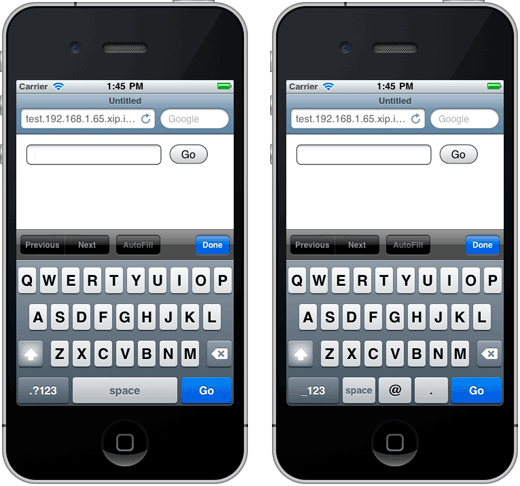 Carrier 1:45 PM
Untitled
test.192.168.1.65.xip.i... Google
Go
Previous Next AutoFill Done
Q W E R T Y U I O P
A S D F G H J K L
Z X C V B N M
.?123 space Go
Carrier 1:45 PM
Untitled
test.192.168.1.65.xip.i... Google
Go
Previous Next AutoFill Done
Q W E R T Y U I O P
A S D F G H J K L
Z X C V B N M
_123 space @ . Go